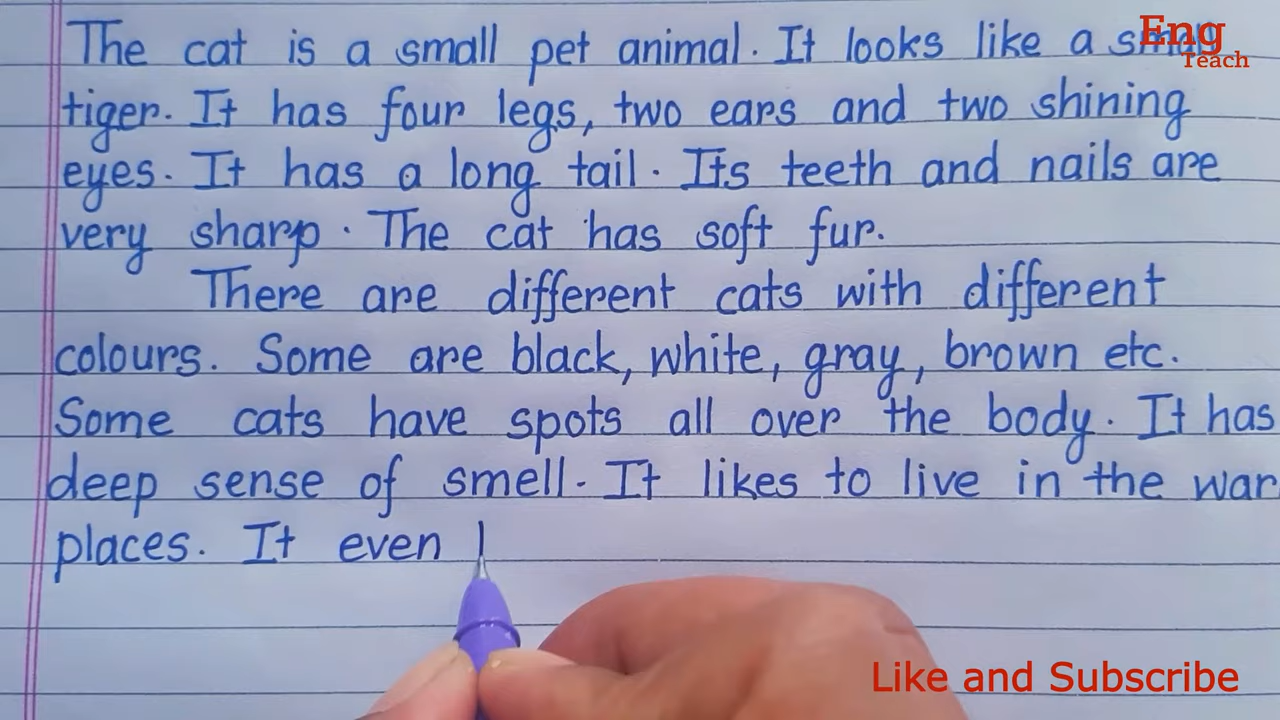 The cat is a small pet animal. It looks like a
Eng
Teach
tiger. It has four legs, two ears and two shining
eyes. It has a long tail. Its teeth and nails are
very sharp. The cat has soft fur.
There are different cats with different
colours. Some are black, white, gray, brown etc.
Some cats have spots all over the body. It has
deep sense of smell. It likes to live in the
places. It even
Like and Subscribe